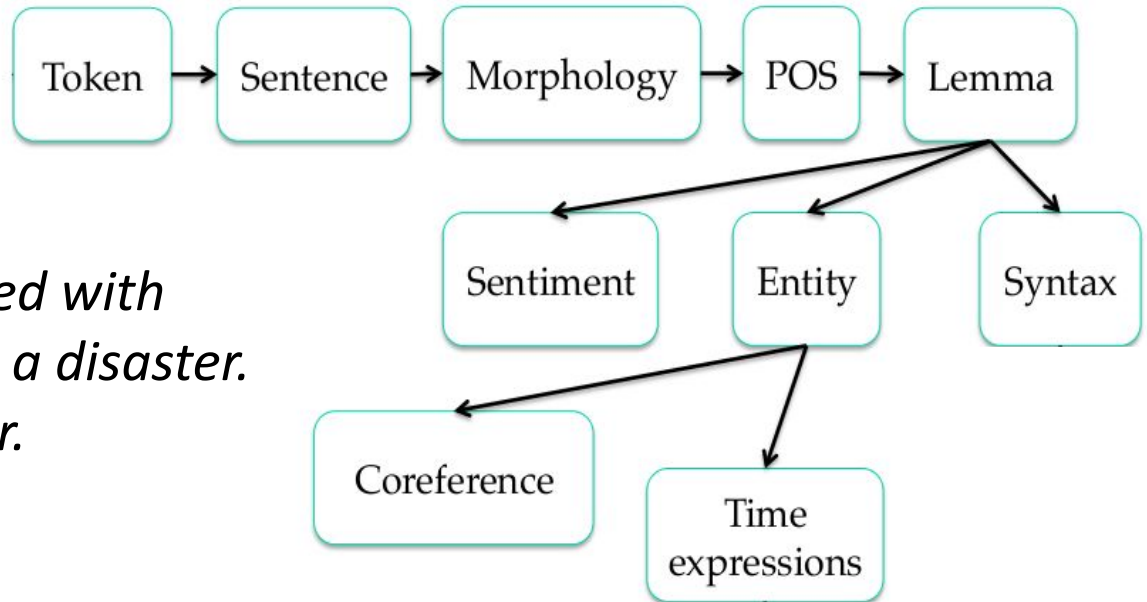 Token Sentence Morphology POS Lemma
Sentiment Entity Syntax
ed with
a disaster.
r.
Coreference
Time
expressions